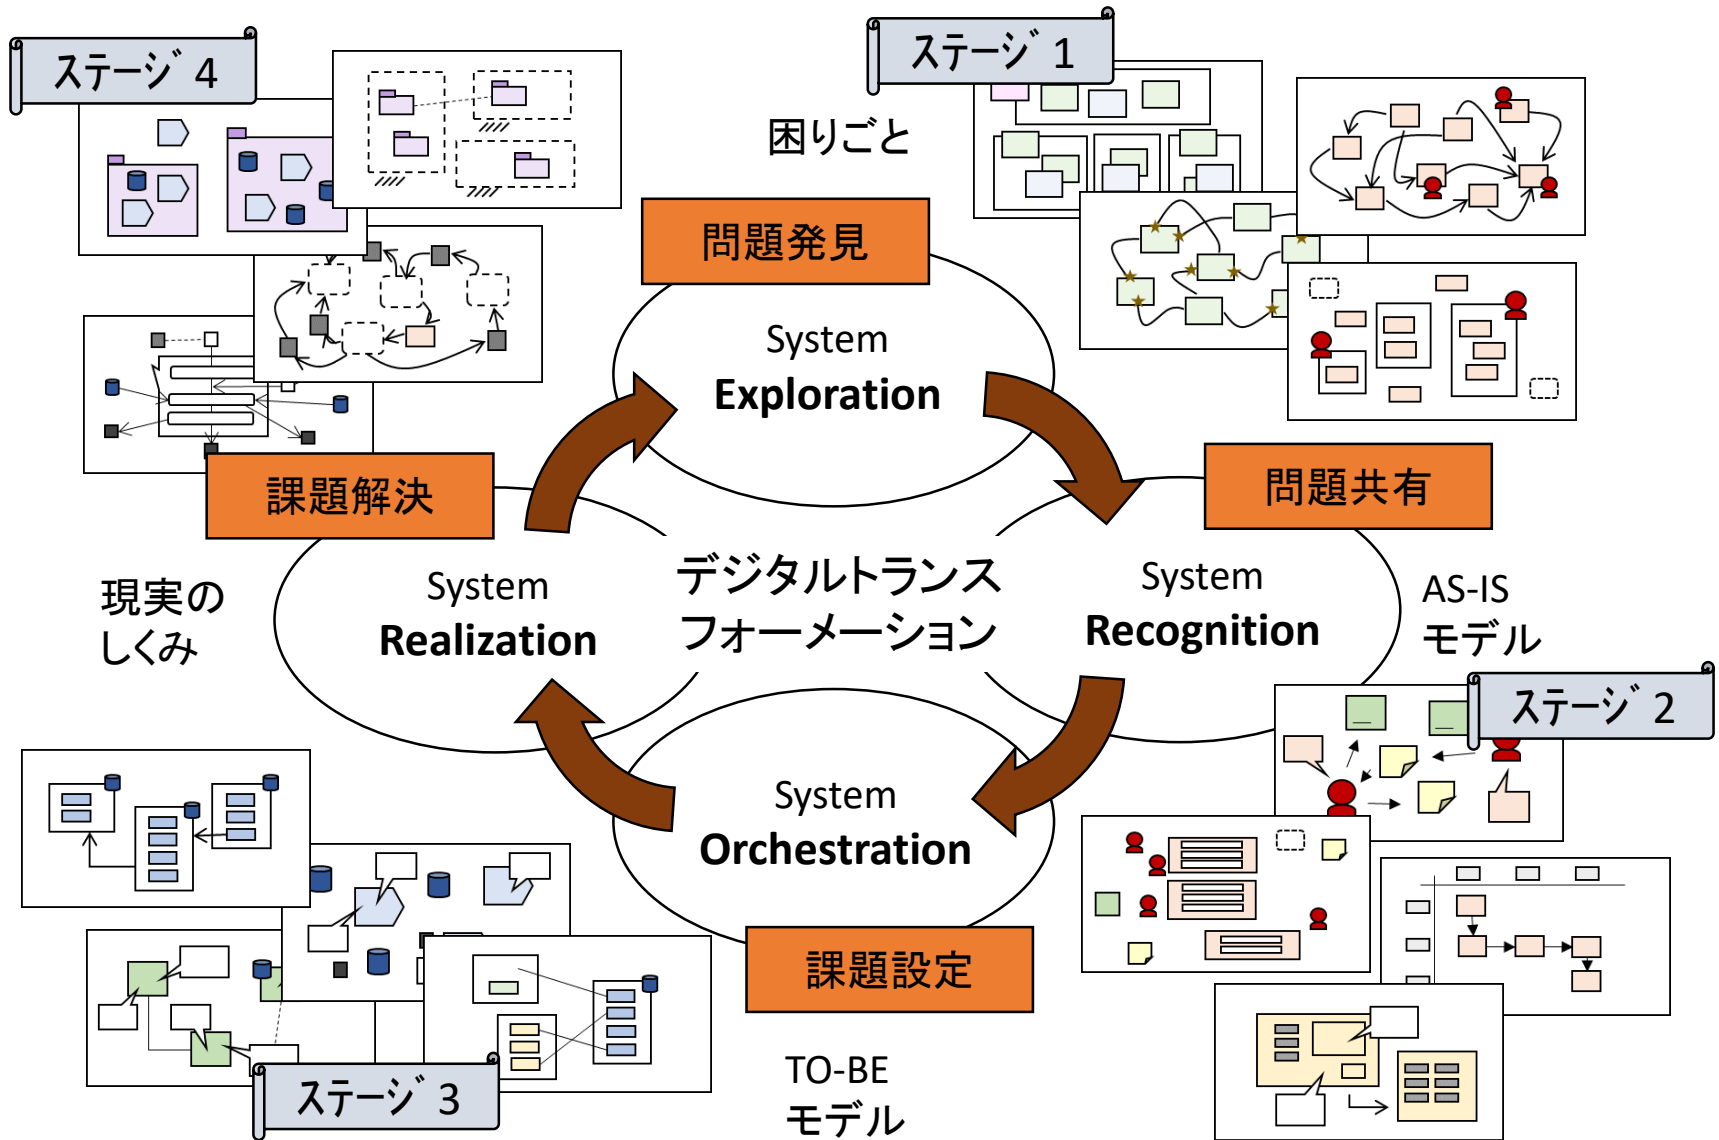 ステージ 4
ステージ 1
困りごと
問題発見
System
Exploration
課題解決
問題共有
現実の
しくみ
System
Realization
デジタルトランス
フォーメーション
System
Recognition
AS-IS
モデル
ステージ 2
System
Orchestration
課題設定
ステージ 3
TO-BE
モデル